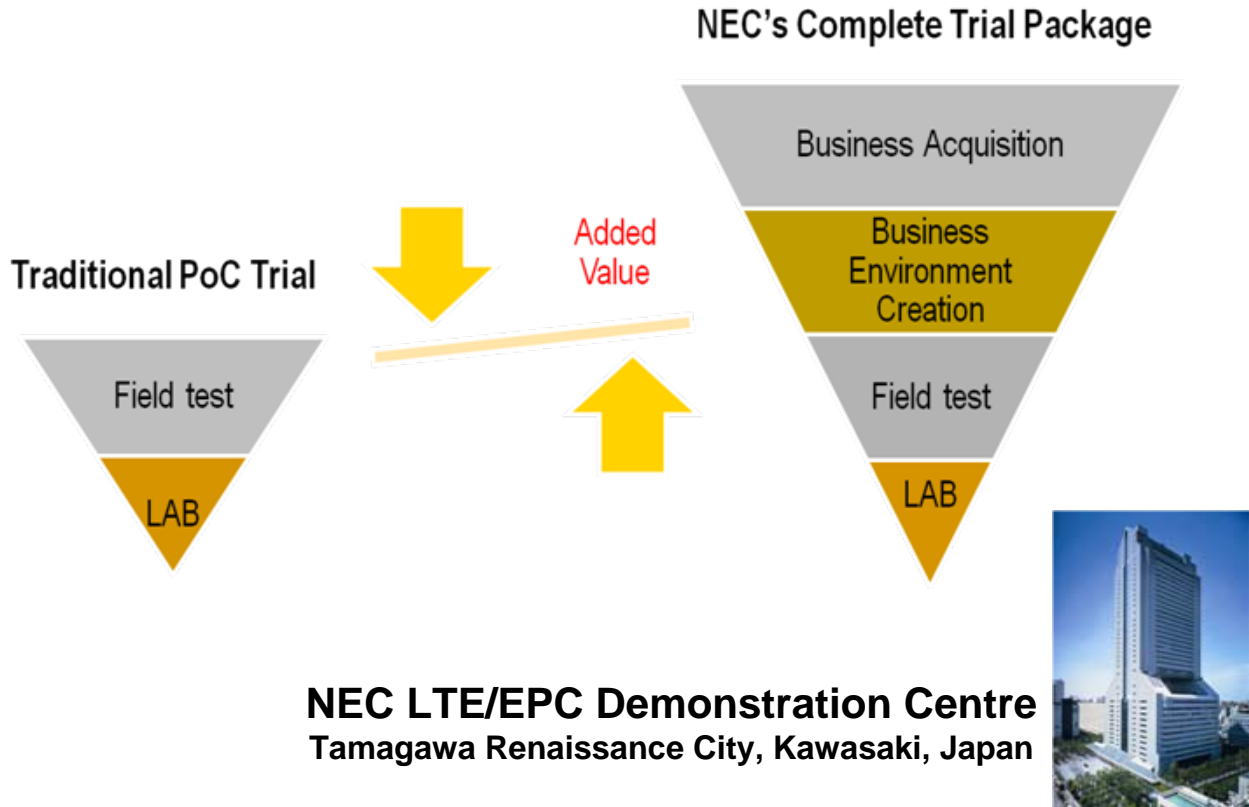 NEC's Complete Trial Package
Business Acquisition
Added
Value
Business
Environment
Creation
Traditional PoC Trial
Field test
Field test
LAB
LAB
NEC LTE/EPC Demonstration Centre
Tamagawa Renaissance City, Kawasaki, Japan